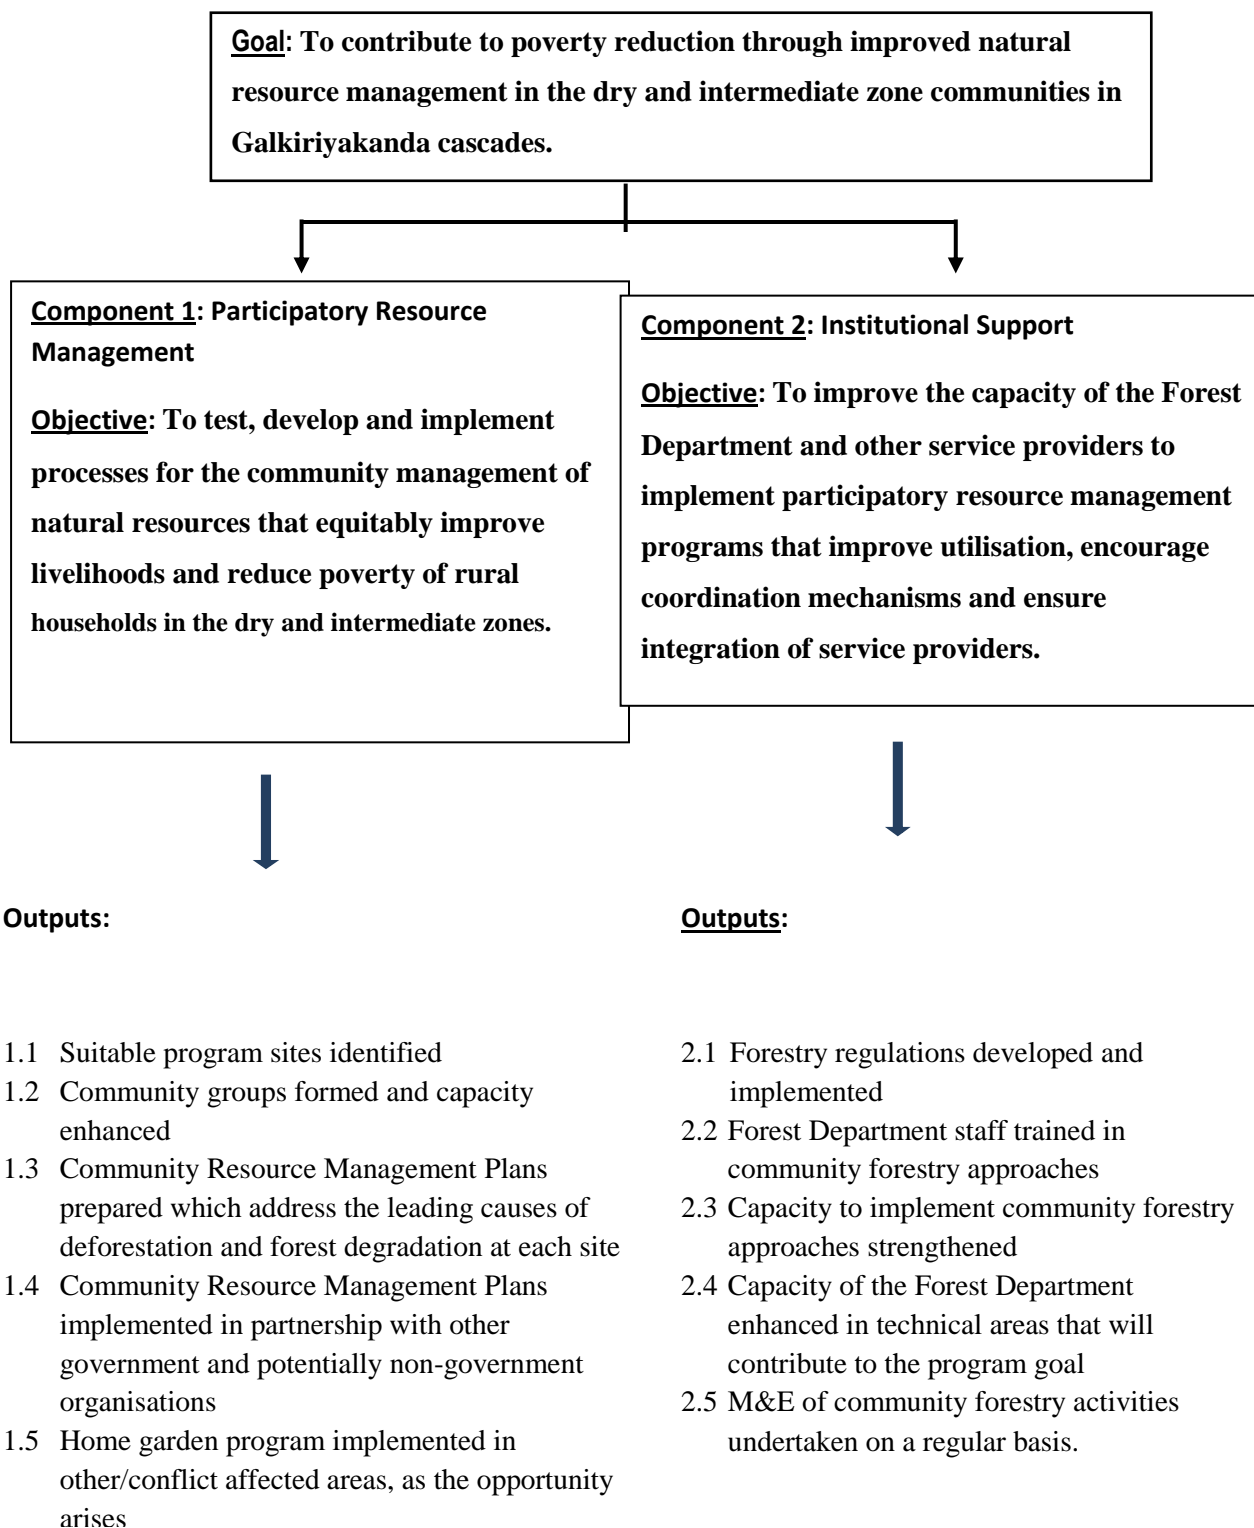 Goal: To contribute to poverty reduction through improved natural
resource management in the dry and intermediate zone communities in
Galkiriyakanda cascades.
Component 1: Participatory Resource
Management
Objective: To test, develop and implement
processes for the community management of
natural resources that equitably improve
livelihoods and reduce poverty of rural
households in the dry and intermediate zones.
Component 2: Institutional Support
Objective: To improve the capacity of the Forest
Department and other service providers to
implement participatory resource management
programs that improve utilisation, encourage
coordination mechanisms and ensure
integration of service providers.
Outputs:
1.1 Suitable program sites identified
1.2 Community groups formed and capacity
enhanced
1.3 Community Resource Management Plans
prepared which address the leading causes of
deforestation and forest degradation at each site
1.4 Community Resource Management Plans
implemented in partnership with other
government and potentially non-government
organisations
1.5 Home garden program implemented in
other/conflict affected areas, as the opportunity
arises
Outputs:
2.1 Forestry regulations developed and
implemented
2.2 Forest Department staff trained in
community forestry approaches
2.3 Capacity to implement community forestry
approaches strengthened
2.4 Capacity of the Forest Department
enhanced in technical areas that will
contribute to the program goal
2.5 M&E of community forestry activities
undertaken on a regular basis.